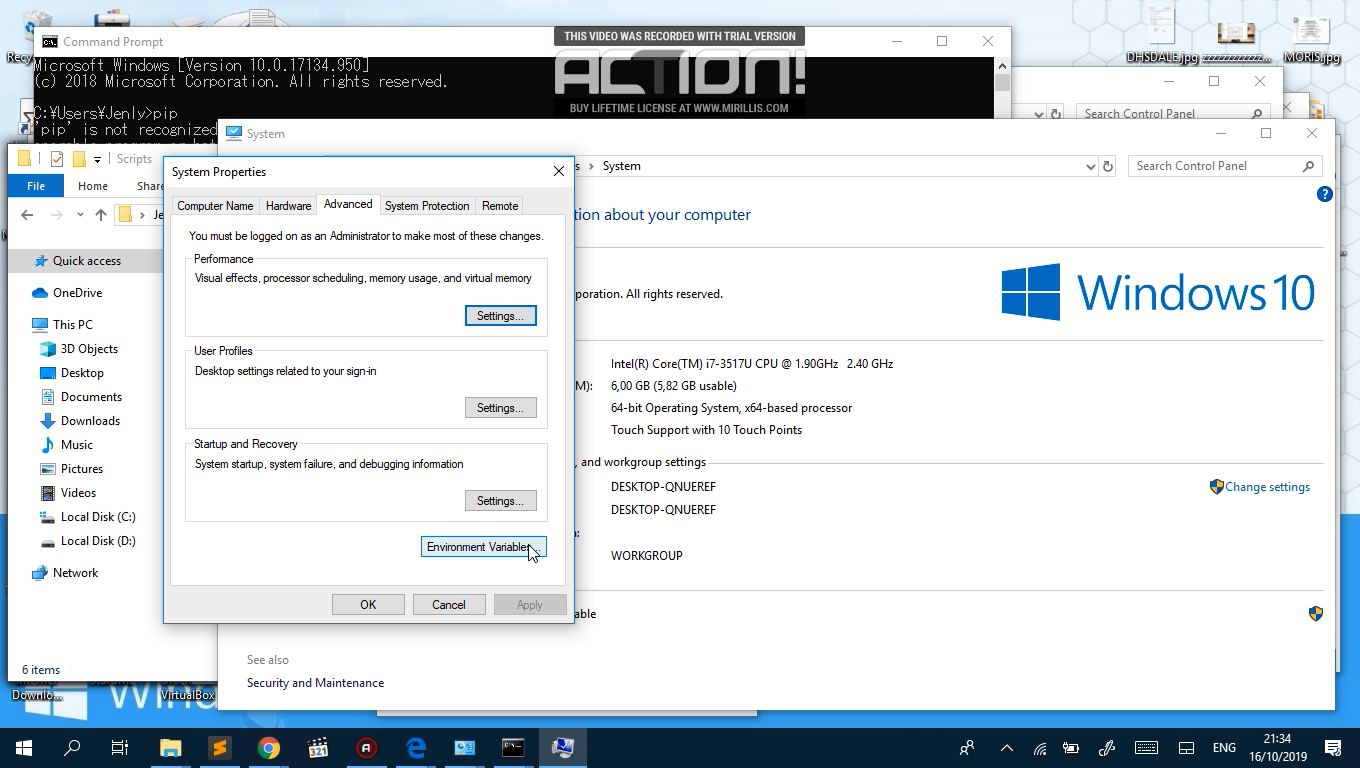 Command Prompt
THIS VIDEO WAS RECORDED WITH TRIAL VERSION
ACTION!
BUY LIFETIME LICENSE AT WWW.MIRILLIS.COM
DHSDALE.jpg
zzzzzzzzzzzz...
MORIS.jpg
Microsoft Windows [Version 10.0.17134.950]
(c) 2018 Microsoft Corporation. All rights reserved.
C:¥Users¥Jenly>pip
'pip' is not recognized
Search Control Panel
System
System
Search Control Panel
Scripts
File
Home
Share
Quick access
OneDrive
This PC
3D Objects
Desktop
Documents
Downloads
Music
Pictures
Videos
Local Disk (C:)
Local Disk (D:)
Network
6 items
System Properties
Computer Name
Hardware
Advanced
System Protection
Remote
You must be logged on as an Administrator to make most of these changes.
Performance
Visual effects, processor scheduling, memory usage, and virtual memory
Settings...
User Profiles
Desktop settings related to your sign-in
Settings...
Startup and Recovery
System startup, system failure, and debugging information
Settings...
Environment Variables...
OK
Cancel
Apply
tion about your computer
poration. All rights reserved.
Windows 10
Intel(R) Core(TM) i7-3517U CPU @ 1.90GHz 2.40 GHz
M): 6,00 GB (5,82 GB usable)
64-bit Operating System, x64-based processor
Touch Support with 10 Touch Points
, and workgroup settings
DESKTOP-QNUEREF
Change settings
DESKTOP-QNUEREF
WORKGROUP
able
See also
Security and Maintenance
Downlo...
VirtualBox
321
ENG
21:34
16/10/2019